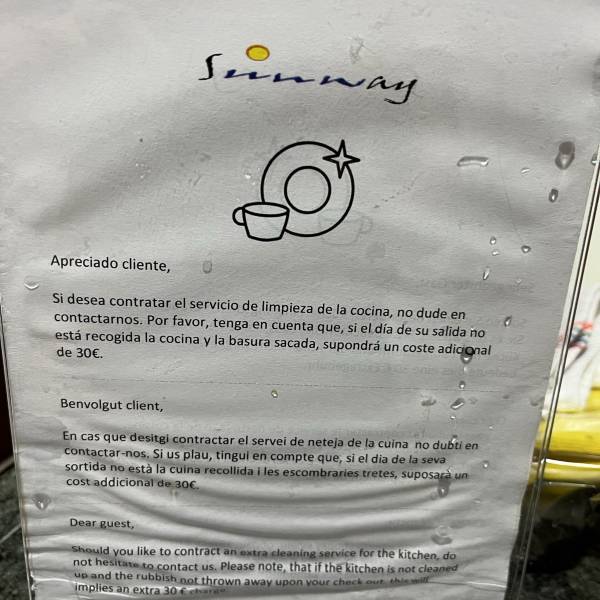 Sunway
Apreciado cliente,
Si desea contratar el servicio de limpieza de la cocina, no dude en
contactarnos. Por favor, tenga en cuenta que, si el día de su salida no
está recogida la cocina y la basura sacada, supondrá un coste adicional
de 30€.
Benvolgut client,
En cas que desitgi contractar el servei de neteja de la cuina no dubti en
contactar-nos. Si us plau, tingui en compte que, si el dia de la seva
sortida no està la cuina recollida i les escombraries tretes, suposarà un
cost addicional de 30€.
Dear guest,
Should you like to contract an extra cleaning service for the kitchen, do
not hesitate to contact us. Please note, that if the kitchen is not cleaned
up and the rubbish not thrown away upon your check out, this will
implies an extra 30 € charge.